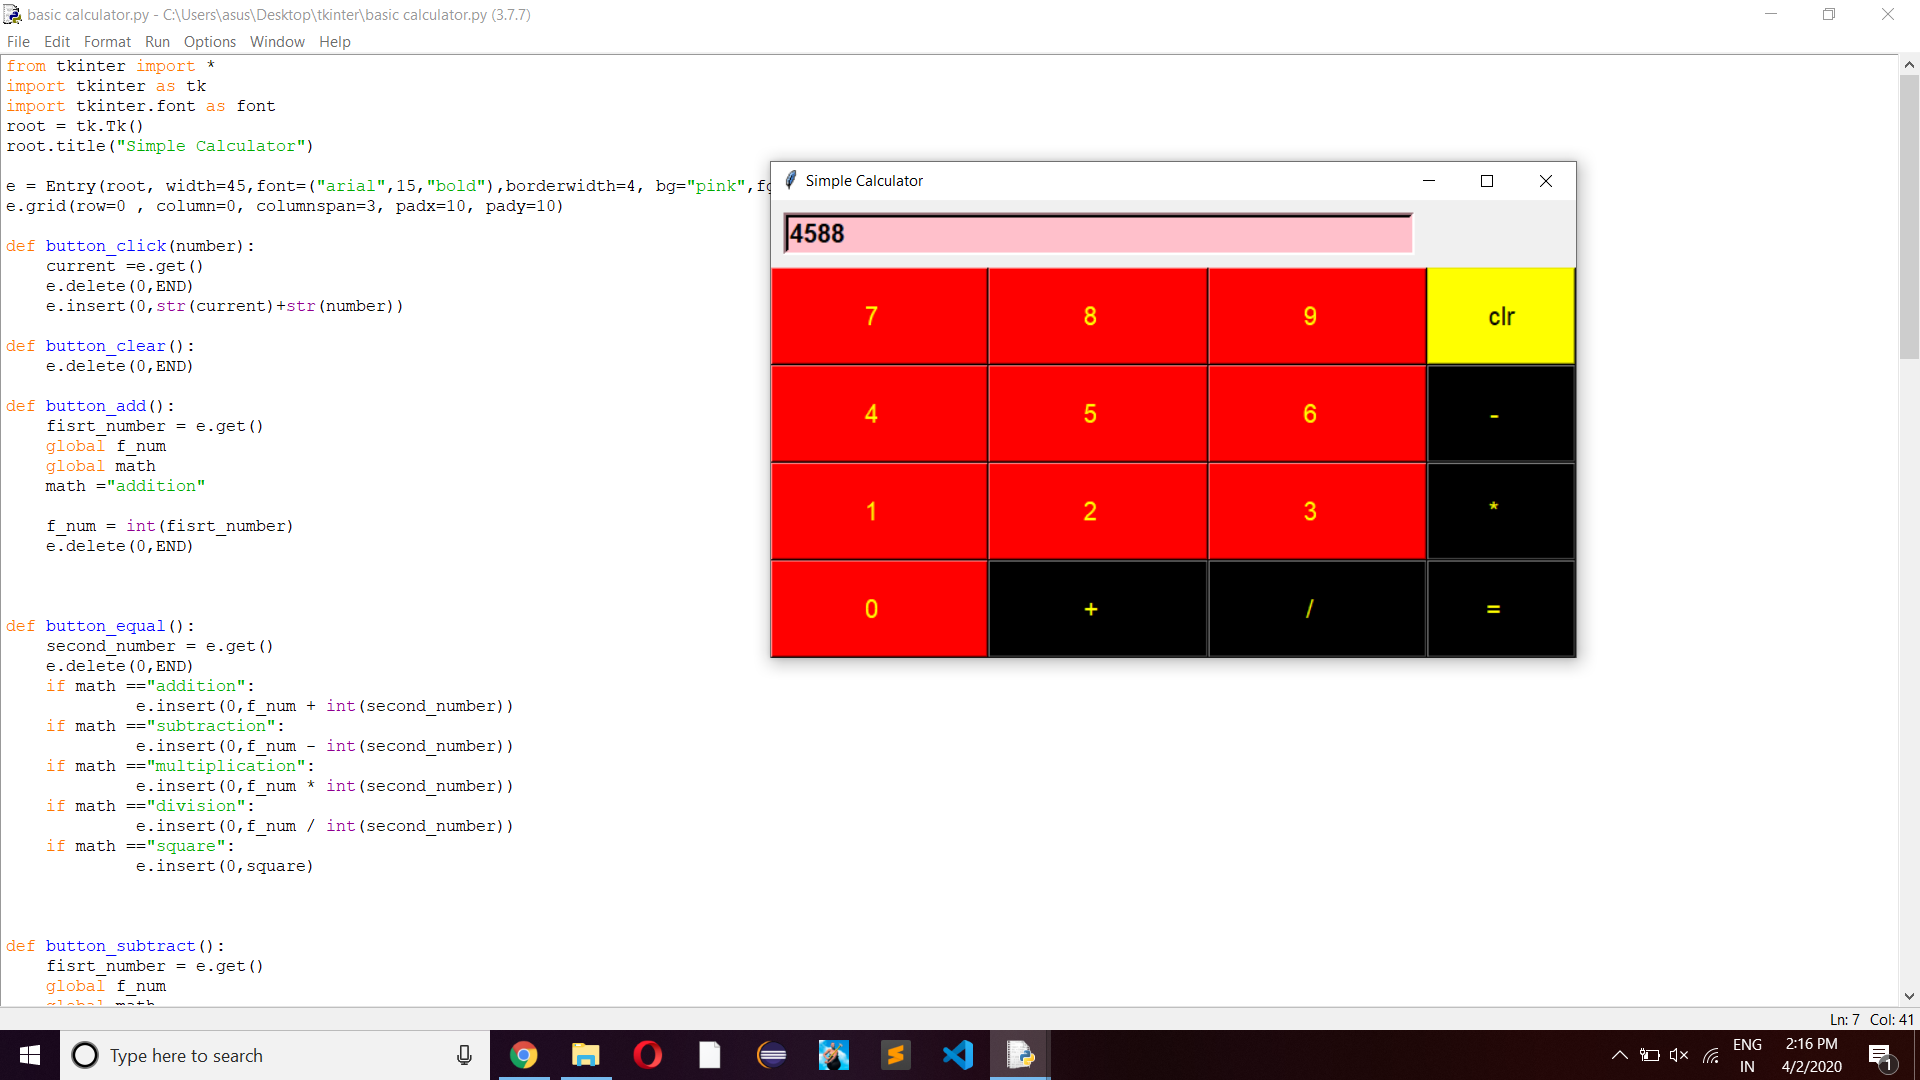 basic calculator.py - C:\Users\asus\Desktop\tkinter\basic calculator.py (3.7.7)
File Edit Format Run Options Window Help
from tkinter import *
import tkinter as tk
import tkinter.font as font
root = tk.Tk()
root.title("Simple Calculator")
e = Entry(root, width=45,font=("arial",15,"bold"),borderwidth=4, bg="pink",fg
e.grid(row=0 , column=0, columnspan=3, padx=10, pady=10)
def button_click(number):
    current =e.get()
    e.delete(0,END)
    e.insert(0,str(current)+str(number))
def button_clear():
    e.delete(0,END)
def button_add():
    fisrt_number = e.get()
    global f_num
    global math
    math ="addition"
    f_num = int(fisrt_number)
    e.delete(0,END)
def button_equal():
    second_number = e.get()
    e.delete(0,END)
    if math =="addition":
             e.insert(0,f_num + int(second_number))
    if math =="subtraction":
             e.insert(0,f_num - int(second_number))
    if math =="multiplication":
             e.insert(0,f_num * int(second_number))
    if math =="division":
             e.insert(0,f_num / int(second_number))
    if math =="square":
             e.insert(0,square)
def button_subtract():
    fisrt_number = e.get()
    global f_num
    global math
Simple Calculator
4588
7 8 9 clr
4 5 6 -
1 2 3 *
0 + / =
Ln: 7 Col: 41
Type here to search
ENG
IN
2:16 PM
4/2/2020
1